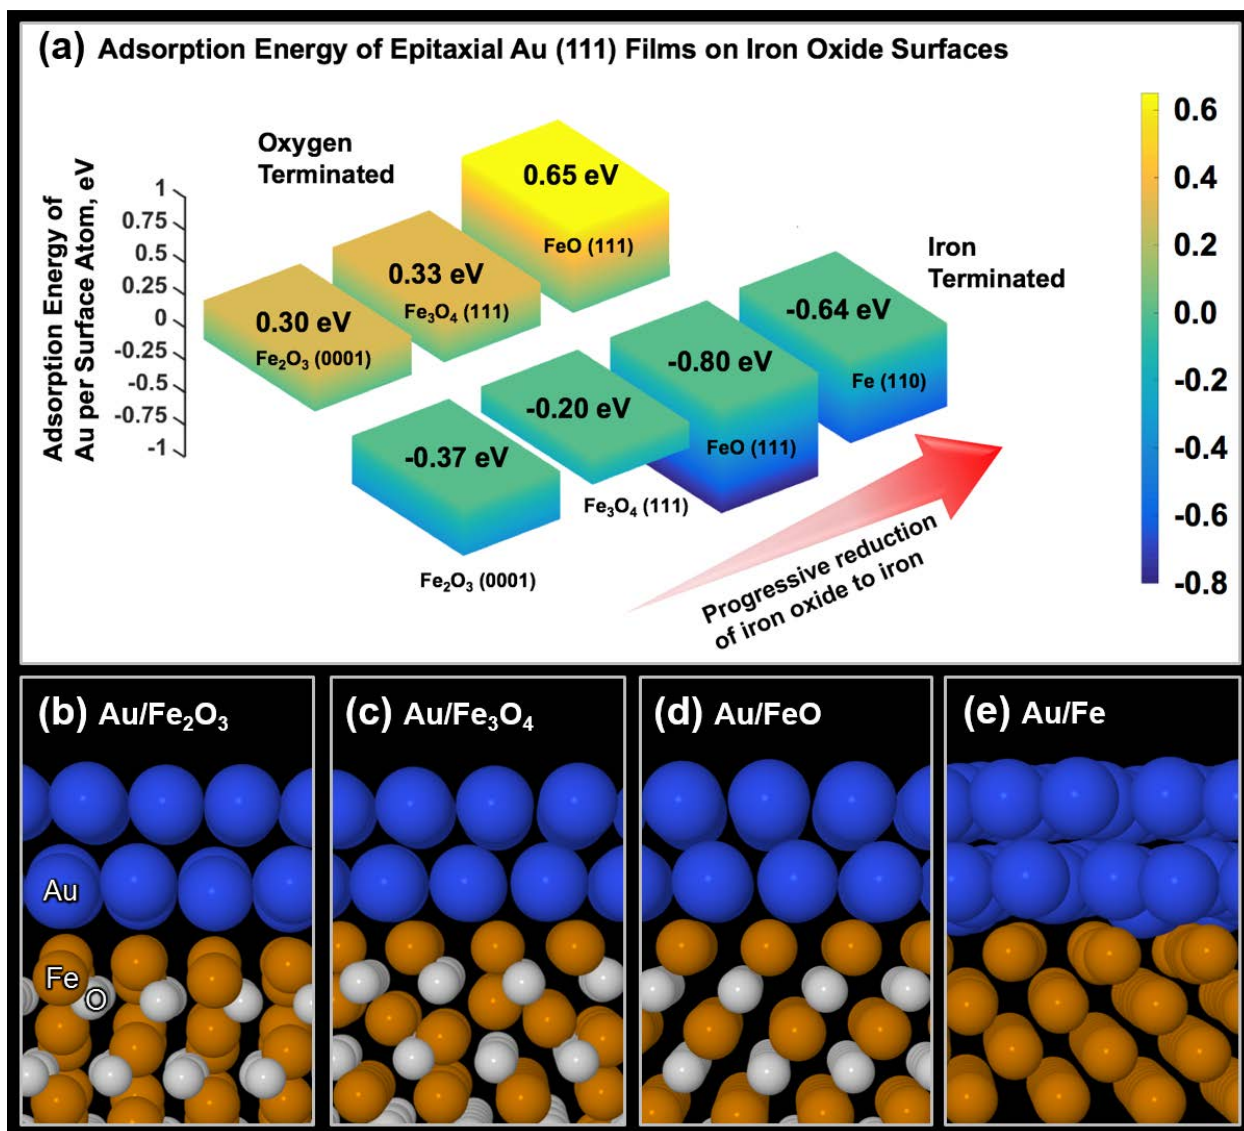 (a) Adsorption Energy of Epitaxial Au (111) Films on Iron Oxide Surfaces
Adsorption Energy of
Au per Surface Atom, eV
1
0.75
0.5
0.25
0
-0.25
-0.5
-0.75
-1
Oxygen
Terminated
0.65 eV
FeO (111)
0.33 eV
Fe₃O₄ (111)
0.30 eV
Fe₂O₃ (0001)
Iron
Terminated
-0.64 eV
Fe (110)
-0.80 eV
FeO (111)
-0.20 eV
Fe₃O₄ (111)
-0.37 eV
Fe₂O₃ (0001)
Progressive reduction
of iron oxide to iron
0.6
0.4
0.2
0.0
-0.2
-0.4
-0.6
-0.8
(b) Au/Fe₂O₃
Au
Fe
O
(c) Au/Fe₃O₄
(d) Au/FeO
(e) Au/Fe